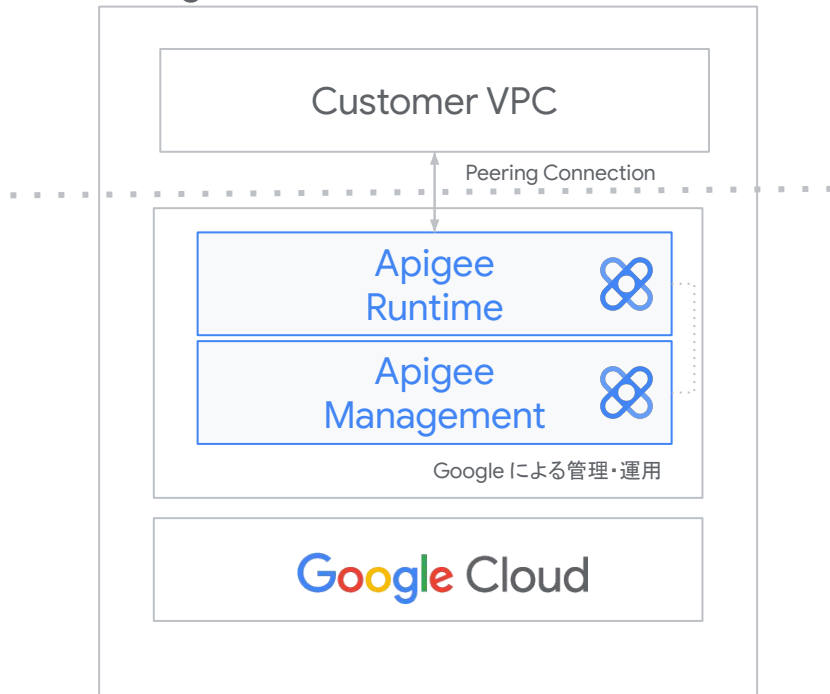 Customer VPC
Peering Connection
Apigee
Runtime
Apigee
Management
Google による管理・運用
Google Cloud